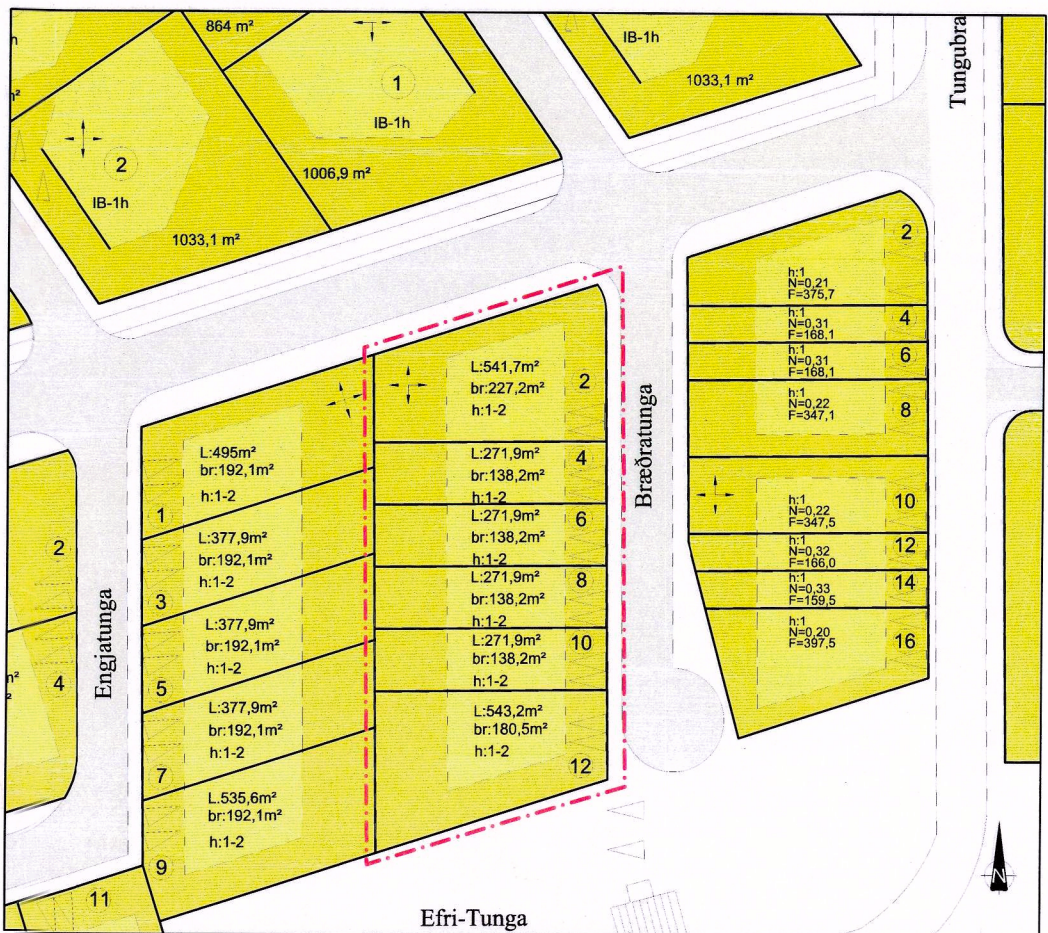 864 m²
1
IB-1h
1006,9 m²
2
IB-1h
1033,1 m²
IB-1h
1033,1 m²
Tungubra
2
4
Engjatunga
L:495m²
br:192,1m²
h:1-2
1
L:377,9m²
br:192,1m²
h:1-2
3
L:377,9m²
br:192,1m²
h:1-2
5
L:377,9m²
br:192,1m²
h:1-2
7
L.535,6m²
br:192,1m²
h:1-2
9
11
L:541,7m²
br:227,2m²
h:1-2
2
L:271,9m²
br:138,2m²
h:1-2
4
L:271,9m²
br:138,2m²
h:1-2
6
L:271,9m²
br:138,2m²
h:1-2
8
L:271,9m²
br:138,2m²
h:1-2
10
L:543,2m²
br:180,5m²
h:1-2
12
Bræðratunga
h:1
N=0,21
F=375,7
2
h:1
N=0,31
F=168,1
4
h:1
N=0,31
F=168,1
6
h:1
N=0,22
F=347,1
8
h:1
N=0,22
F=347,5
10
h:1
N=0,32
F=166,0
12
h:1
N=0,33
F=159,5
14
h:1
N=0,20
F=397,5
16
Efri-Tunga
N